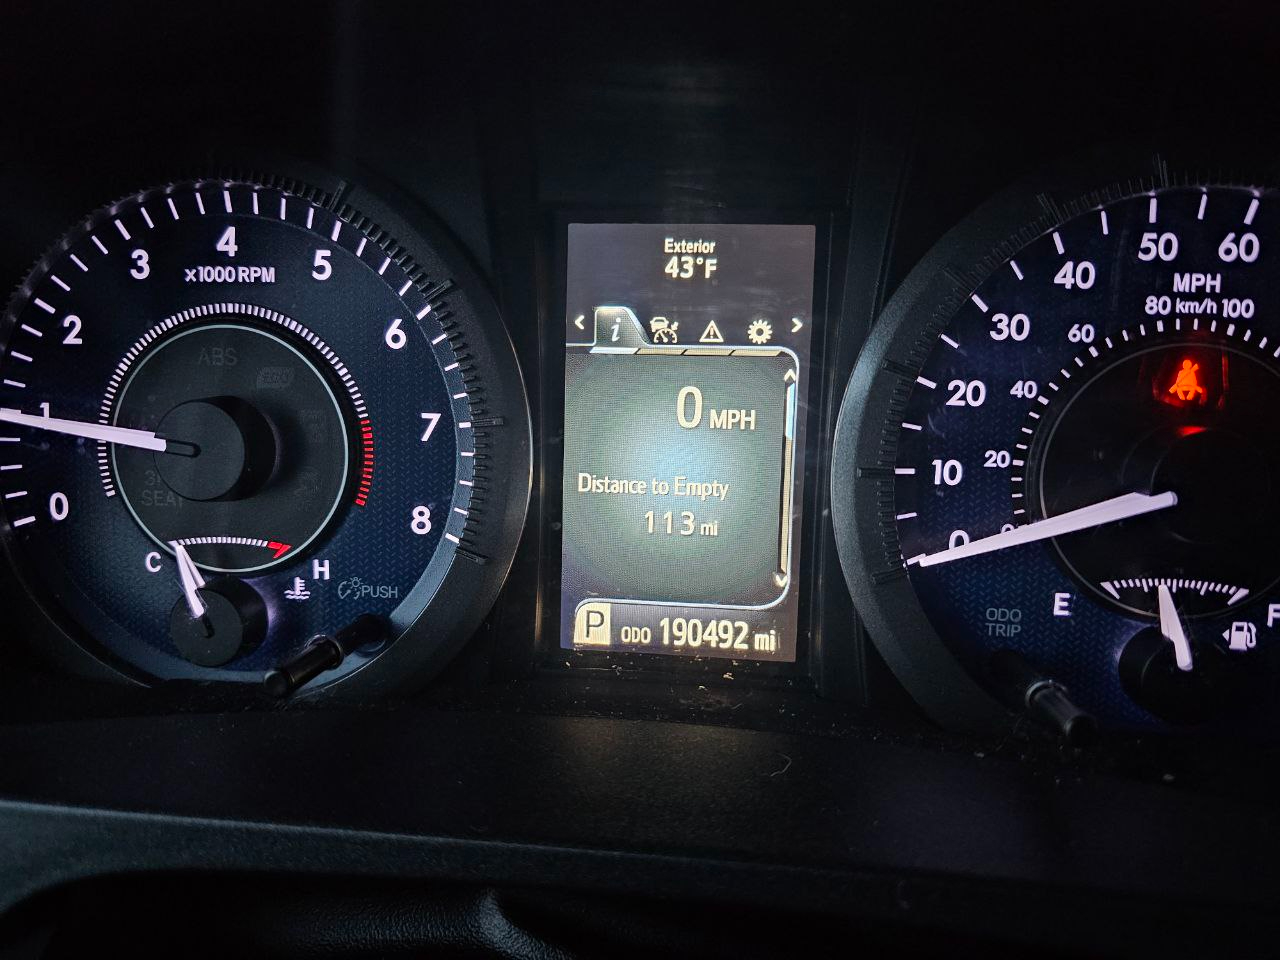 4
3
5
x1000 RPM
2
6
ABS
1
7
0
8
C
H
PUSH
Exterior
43°F
i
0 MPH
Distance to Empty
113 mi
P ODO 190492 mi
50
60
40
MPH
80 km/h 100
30
60
20
40
10
20
0
E
F
ODO
TRIP